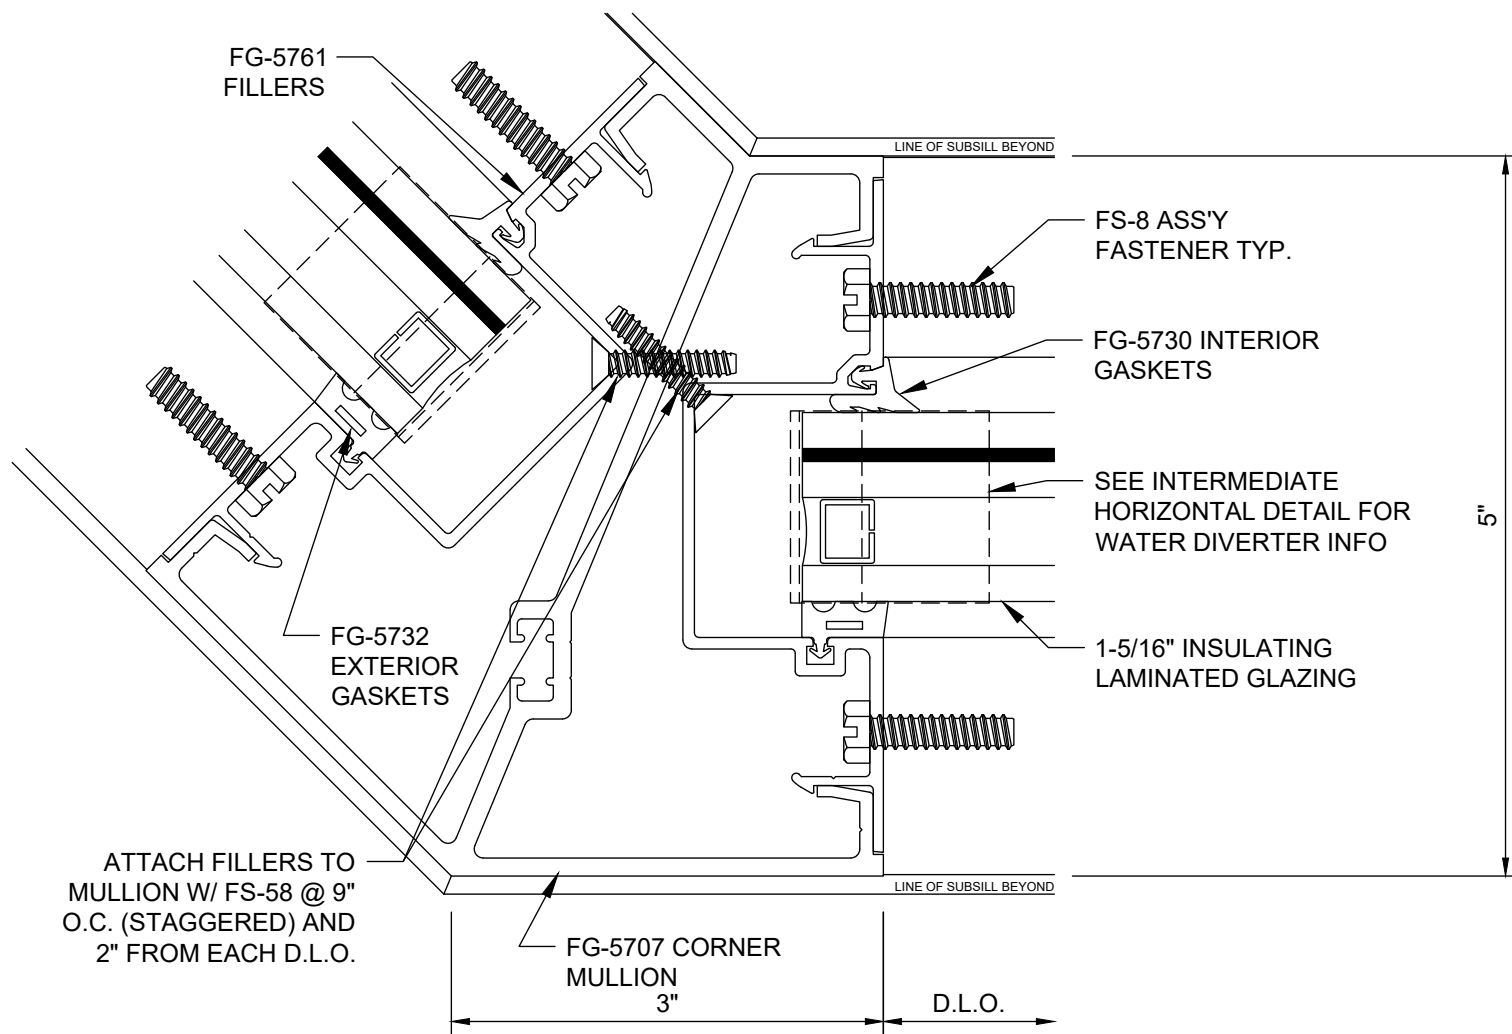 FG-5761
FILLERS
LINE OF SUBSILL BEYOND
FS-8 ASS'Y
FASTENER TYP.
FG-5730 INTERIOR
GASKETS
SEE INTERMEDIATE
HORIZONTAL DETAIL FOR
WATER DIVERTER INFO
5"
FG-5732
EXTERIOR
GASKETS
1-5/16" INSULATING
LAMINATED GLAZING
ATTACH FILLERS TO
MULLION W/ FS-58 @ 9"
O.C. (STAGGERED) AND
2" FROM EACH D.L.O.
LINE OF SUBSILL BEYOND
FG-5707 CORNER
MULLION
3"
D.L.O.